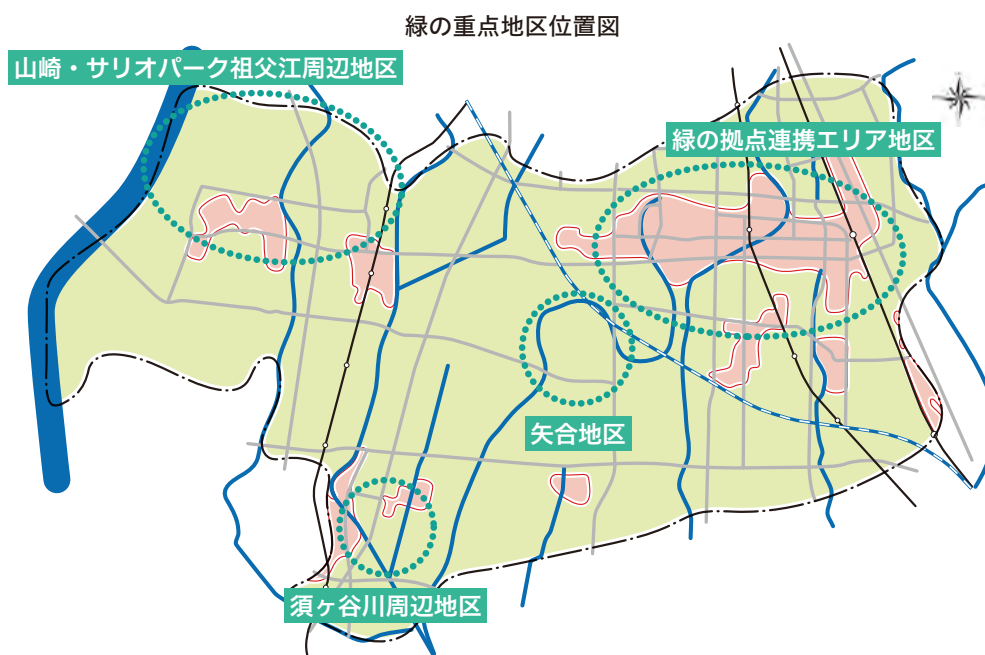 緑の重点地区位置図
山崎・サリオパーク祖父江周辺地区
緑の拠点連携エリア地区
矢合地区
須ヶ谷川周辺地区